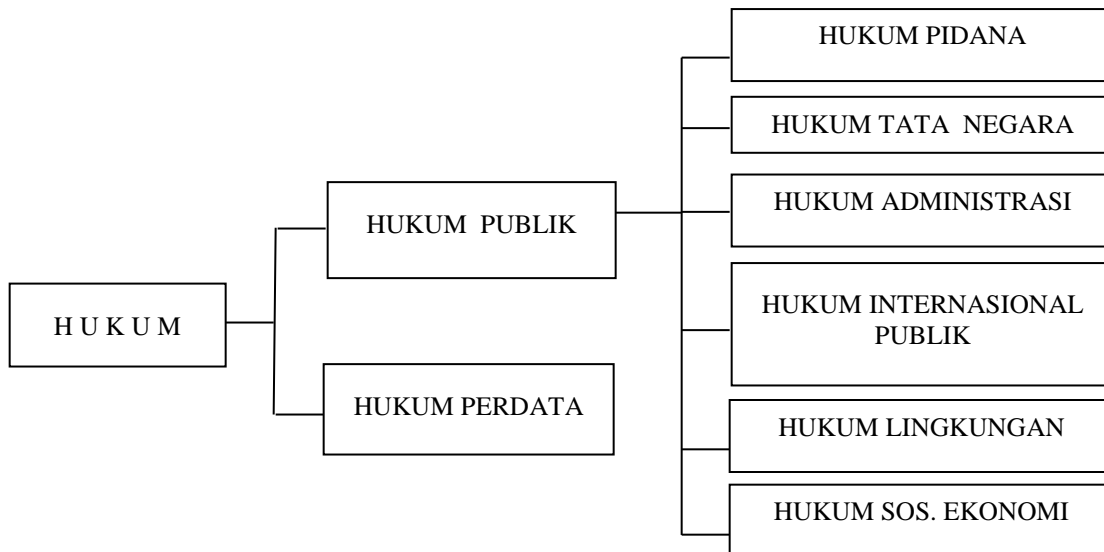 HUKUM PIDANA
HUKUM TATA NEGARA
HUKUM ADMINISTRASI
HUKUM PUBLIK
HUKUM INTERNASIONAL
PUBLIK
H U K U M
HUKUM PERDATA
HUKUM LINGKUNGAN
HUKUM SOS. EKONOMI